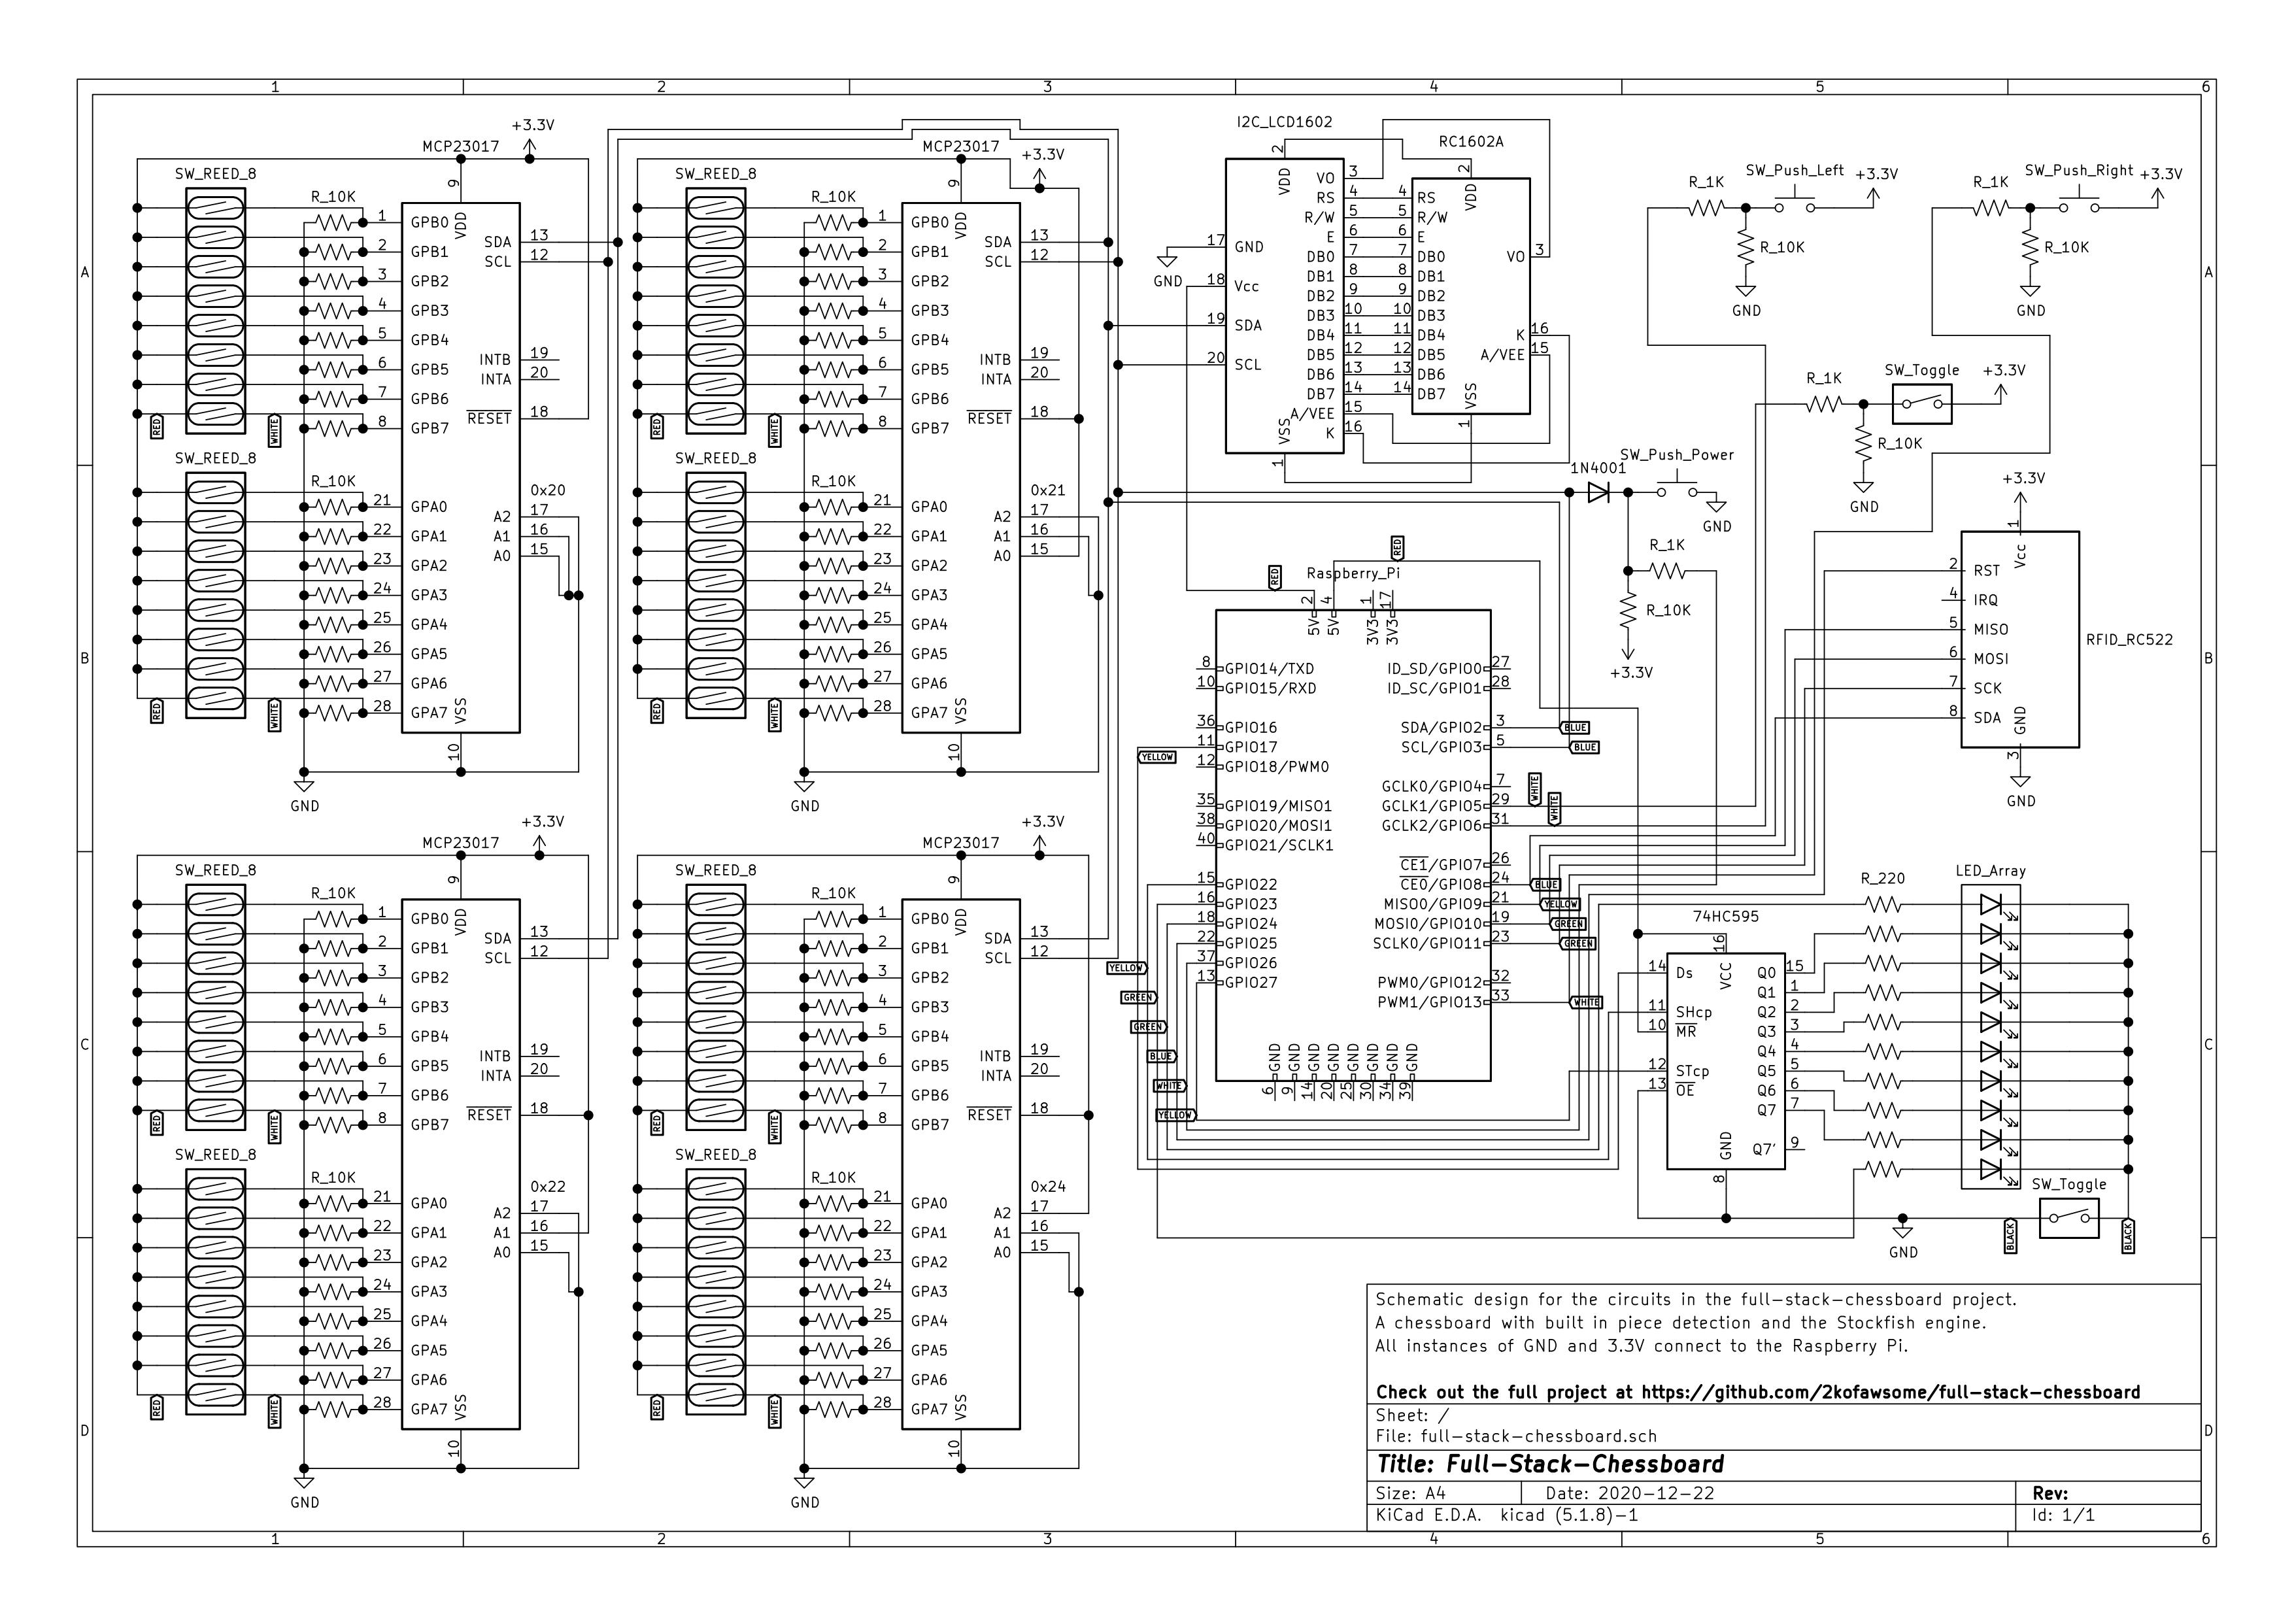 1 2 3 4 5 6
A
B
C
D
MCP23017
+3.3V
SW_REED_8
R_10K
9
VDD
1 GPB0
2 GPB1
3 GPB2
4 GPB3
5 GPB4
6 GPB5
7 GPB6
8 GPB7
SDA 13
SCL 12
INTB 19
INTA 20
RESET 18
RED
WHITE
SW_REED_8
R_10K
21 GPA0
22 GPA1
23 GPA2
24 GPA3
25 GPA4
26 GPA5
27 GPA6
28 GPA7
0x20
A2 17
A1 16
A0 15
RED
WHITE
VSS
10
GND
MCP23017
+3.3V
SW_REED_8
R_10K
9
VDD
1 GPB0
2 GPB1
3 GPB2
4 GPB3
5 GPB4
6 GPB5
7 GPB6
8 GPB7
SDA 13
SCL 12
INTB 19
INTA 20
RESET 18
RED
WHITE
SW_REED_8
R_10K
21 GPA0
22 GPA1
23 GPA2
24 GPA3
25 GPA4
26 GPA5
27 GPA6
28 GPA7
0x21
A2 17
A1 16
A0 15
RED
WHITE
VSS
10
GND
MCP23017
+3.3V
SW_REED_8
R_10K
9
VDD
1 GPB0
2 GPB1
3 GPB2
4 GPB3
5 GPB4
6 GPB5
7 GPB6
8 GPB7
SDA 13
SCL 12
INTB 19
INTA 20
RESET 18
RED
WHITE
SW_REED_8
R_10K
21 GPA0
22 GPA1
23 GPA2
24 GPA3
25 GPA4
26 GPA5
27 GPA6
28 GPA7
0x22
A2 17
A1 16
A0 15
RED
WHITE
VSS
10
GND
MCP23017
+3.3V
SW_REED_8
R_10K
9
VDD
1 GPB0
2 GPB1
3 GPB2
4 GPB3
5 GPB4
6 GPB5
7 GPB6
8 GPB7
SDA 13
SCL 12
INTB 19
INTA 20
RESET 18
RED
WHITE
SW_REED_8
R_10K
21 GPA0
22 GPA1
23 GPA2
24 GPA3
25 GPA4
26 GPA5
27 GPA6
28 GPA7
0x24
A2 17
A1 16
A0 15
RED
WHITE
VSS
10
GND
I2C_LCD1602
2
VDD
VO 3
RS 4
R/W 5
E 6
DB0 7
DB1 8
DB2 9
DB3 10
DB4 11
DB5 12
DB6 13
DB7 14
A/VEE 15
K 16
17 GND
GND
18 Vcc
19 SDA
20 SCL
VSS
1
RC1602A
2
VDD
4 RS
5 R/W
6 E
7 DB0
8 DB1
9 DB2
10 DB3
11 DB4
12 DB5
13 DB6
14 DB7
VO 3
K 16
A/VEE 15
VSS
1
SW_Push_Left
+3.3V
R_1K
R_10K
GND
SW_Push_Right
+3.3V
R_1K
R_10K
GND
SW_Toggle
+3.3V
R_1K
R_10K
GND
SW_Push_Power
1N4001
GND
R_1K
R_10K
+3.3V
+3.3V
1
Vcc
2 RST
4 IRQ
5 MISO
6 MOSI
7 SCK
8 SDA
GND
3
GND
RFID_RC522
RED
RED
Raspberry_Pi
2 4 1 17
5V 5V 3V3 3V3
8 GPIO14/TXD
10 GPIO15/RXD
36 GPIO16
11 GPIO17
12 GPIO18/PWM0
35 GPIO19/MISO1
38 GPIO20/MOSI1
40 GPIO21/SCLK1
15 GPIO22
16 GPIO23
18 GPIO24
22 GPIO25
37 GPIO26
13 GPIO27
ID_SD/GPIO0 27
ID_SC/GPIO1 28
SDA/GPIO2 3
SCL/GPIO3 5
GCLK0/GPIO4 7
GCLK1/GPIO5 29
GCLK2/GPIO6 31
CE1/GPIO7 26
CE0/GPIO8 24
MISO0/GPIO9 21
MOSI0/GPIO10 19
SCLK0/GPIO11 23
PWM0/GPIO12 32
PWM1/GPIO13 33
GND GND GND GND GND GND GND GND
6 9 14 20 25 30 34 39
BLUE
BLUE
WHITE
WHITE
BLUE
YELLOW
GREEN
GREEN
WHITE
YELLOW
YELLOW
GREEN
GREEN
BLUE
WHITE
YELLOW
74HC595
16
VCC
14 Ds
11 SHcp
10 MR
12 STcp
13 OE
Q0 15
Q1 1
Q2 2
Q3 3
Q4 4
Q5 5
Q6 6
Q7 7
Q7' 9
GND
8
R_220
LED_Array
SW_Toggle
GND
BLACK
BLACK
Schematic design for the circuits in the full-stack-chessboard project.
A chessboard with built in piece detection and the Stockfish engine.
All instances of GND and 3.3V connect to the Raspberry Pi.
Check out the full project at https://github.com/2kofawsome/full-stack-chessboard
Sheet: /
File: full-stack-chessboard.sch
Title: Full-Stack-Chessboard
Size: A4 Date: 2020-12-22 Rev:
KiCad E.D.A. kicad (5.1.8)-1 Id: 1/1
A
B
C
D
1 2 3 4 5 6